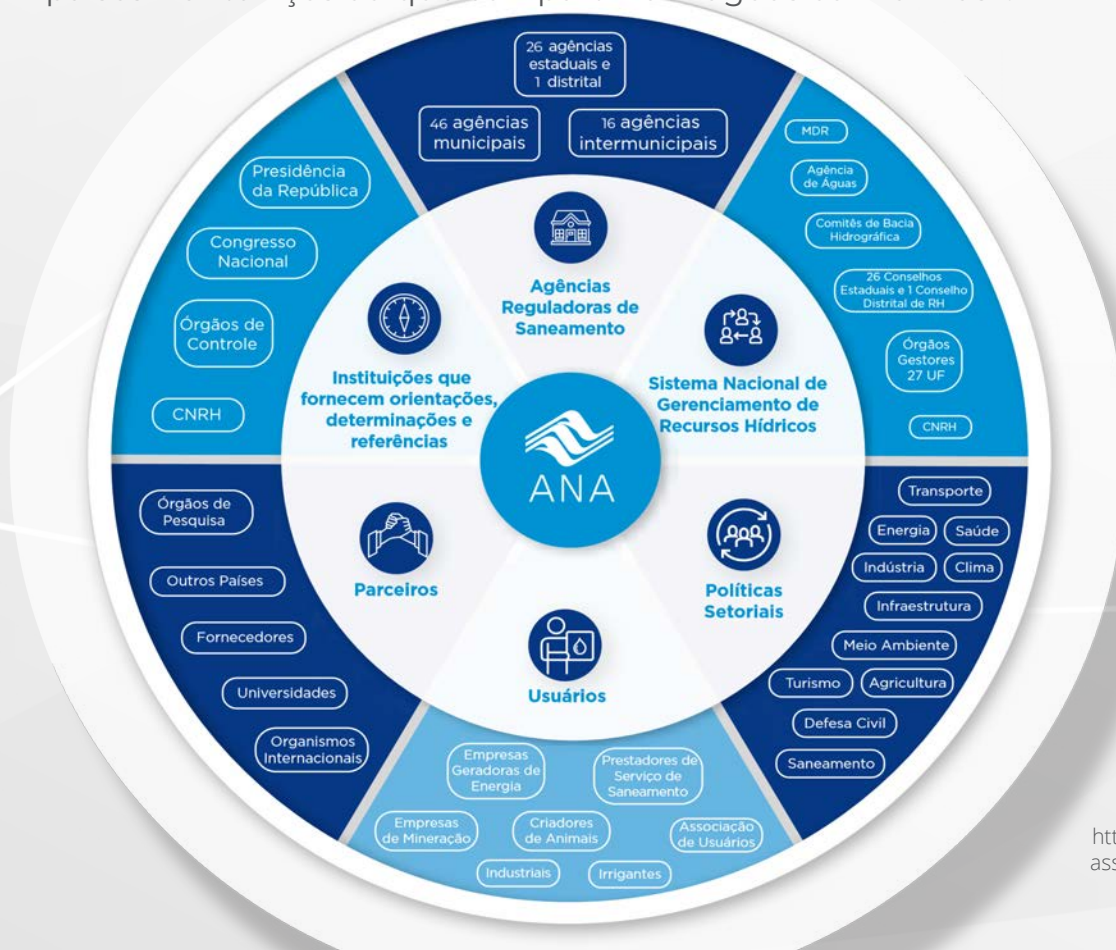 26 agências
estaduais e
1 distrital
46 agências
municipais
16 agências
intermunicipais
MDR
Agência
de Águas
Comitês de Bacia
Hidrográfica
26 Conselhos
Estaduais e 1 Conselho
Distrital de RH
Órgãos
Gestores
27 UF
CNRH
Presidência
da República
Congresso
Nacional
Órgãos de
Controle
CNRH
Agências
Reguladoras de
Saneamento
Instituições que
fornecem orientações,
determinações e
referências
Sistema Nacional de
Gerenciamento de
Recursos Hídricos
ANA
Parceiros
Políticas
Setoriais
Usuários
Órgãos de
Pesquisa
Outros Países
Fornecedores
Universidades
Organismos
Internacionais
Transporte
Energia
Saúde
Indústria
Clima
Infraestrutura
Meio Ambiente
Turismo
Agricultura
Defesa Civil
Saneamento
Empresas
Geradoras de
Energia
Prestadores de
Serviço de
Saneamento
Empresas
de Mineração
Criadores
de Animais
Associação
de Usuários
Industriais
Irrigantes
htt
ass